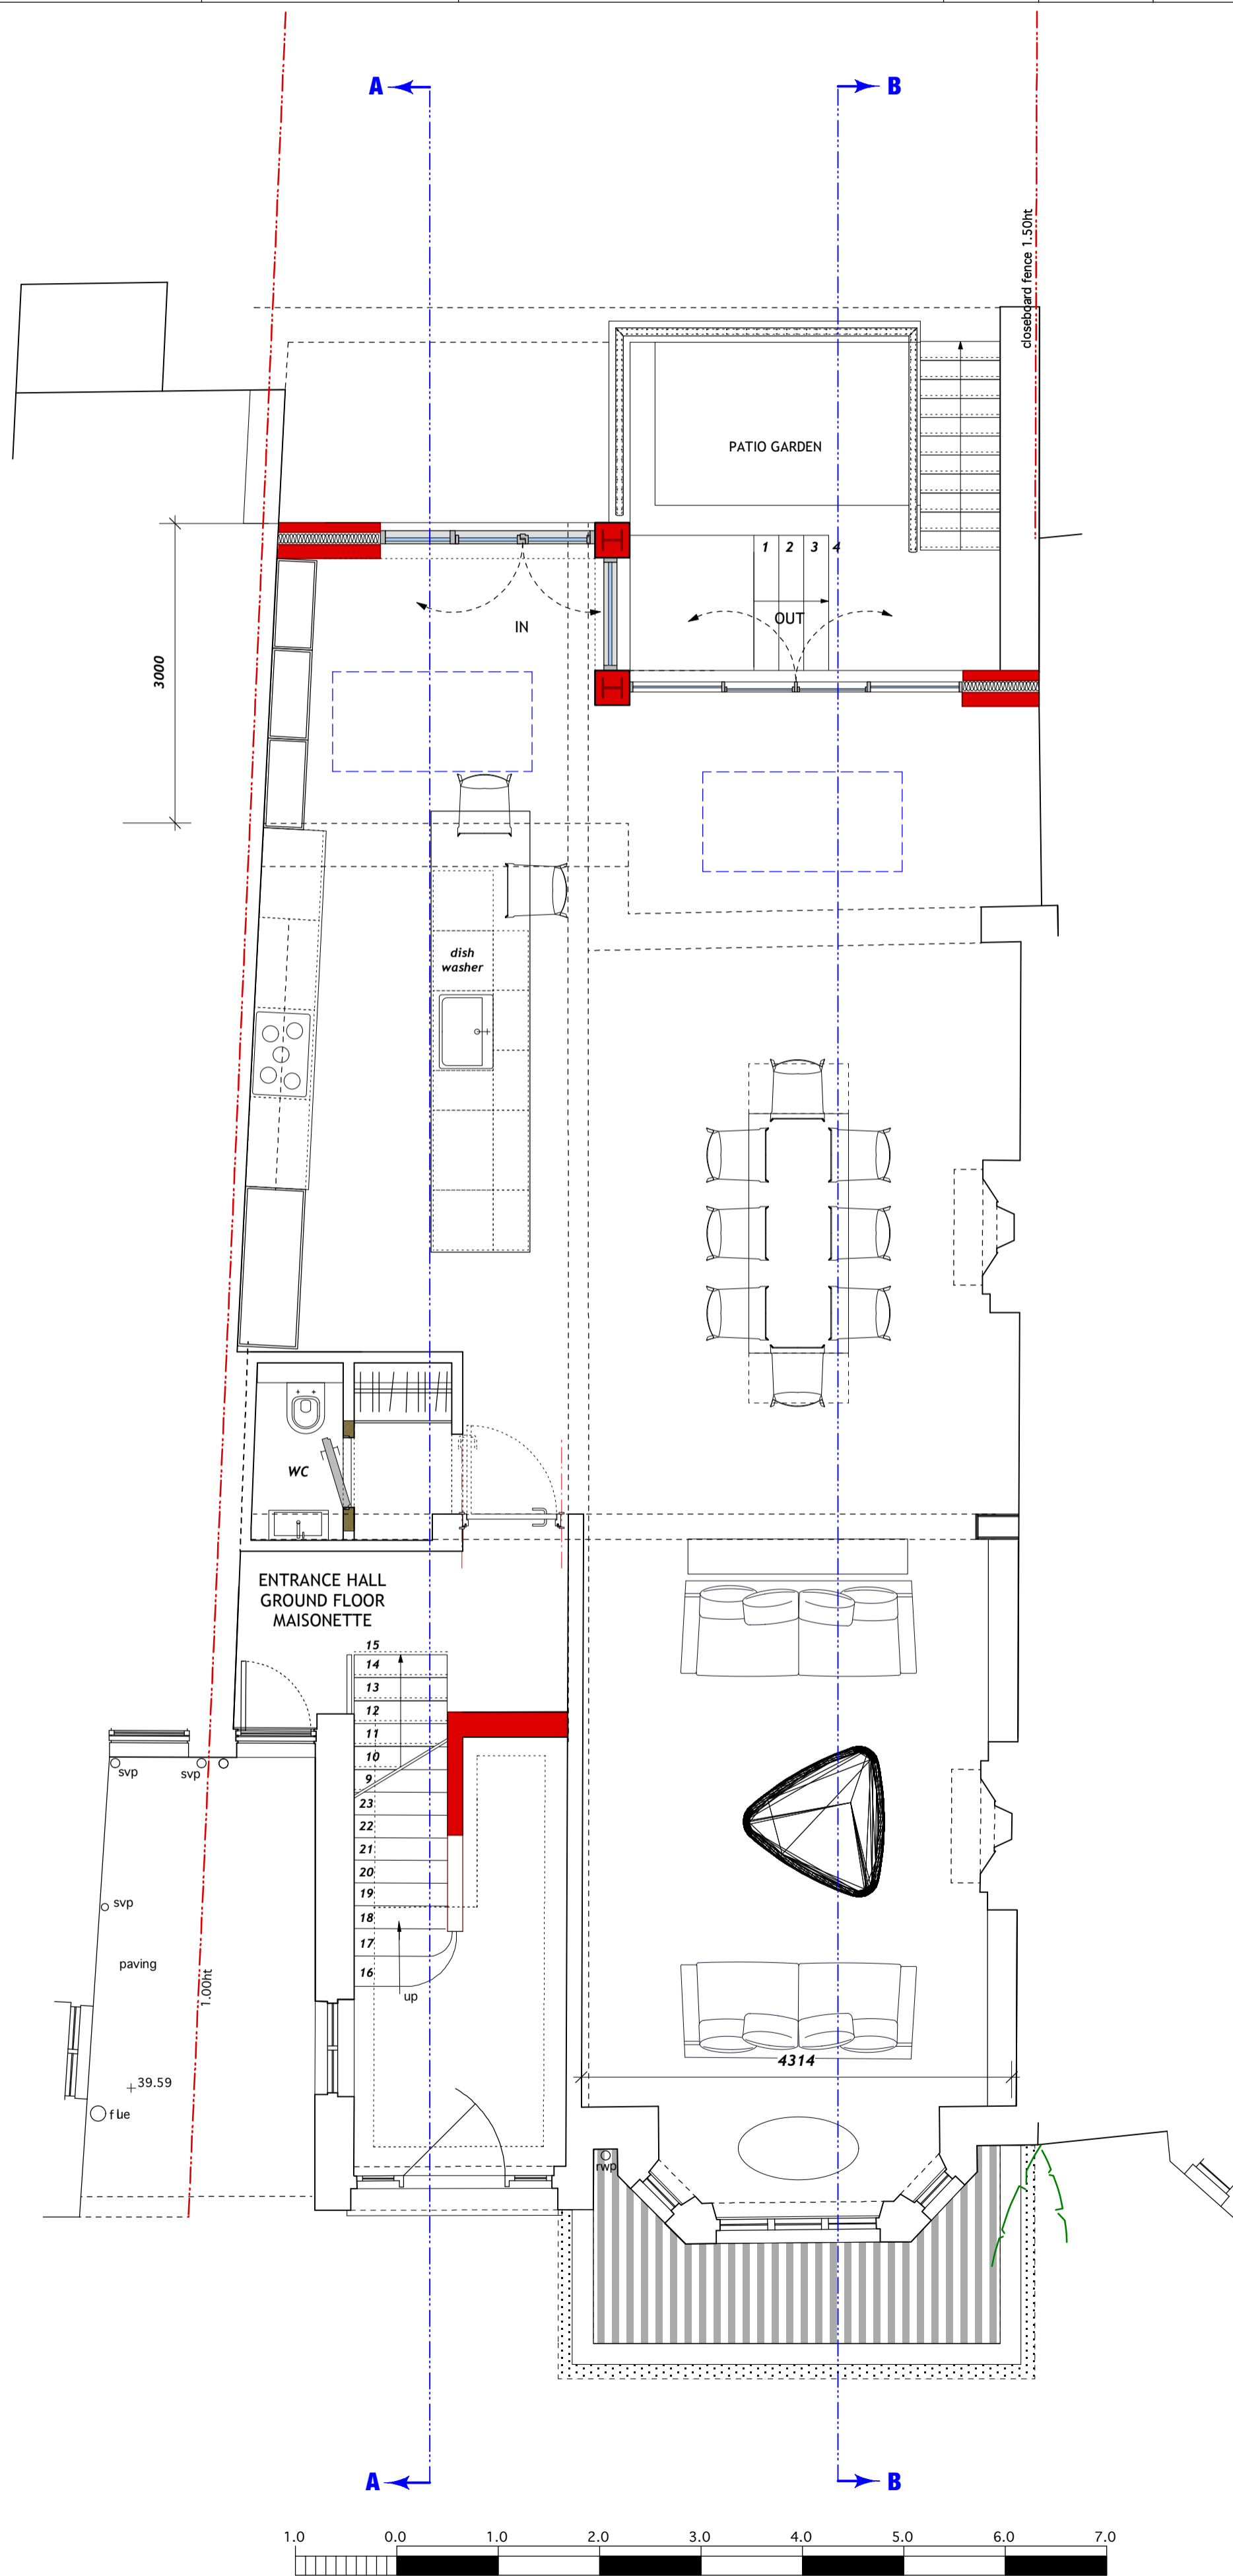 A
B
closeboard fence 1.50ht
PATIO GARDEN
1 2 3 4
OUT
IN
3000
dish
washer
WC
ENTRANCE HALL
GROUND FLOOR
MAISONETTE
15
14
13
12
11
10
9
23
22
21
20
19
18
17
16
up
svp
svp
svp
paving
1.00ht
39.59
flue
4314
rwp
A
B
1.0 0.0 1.0 2.0 3.0 4.0 5.0 6.0 7.0